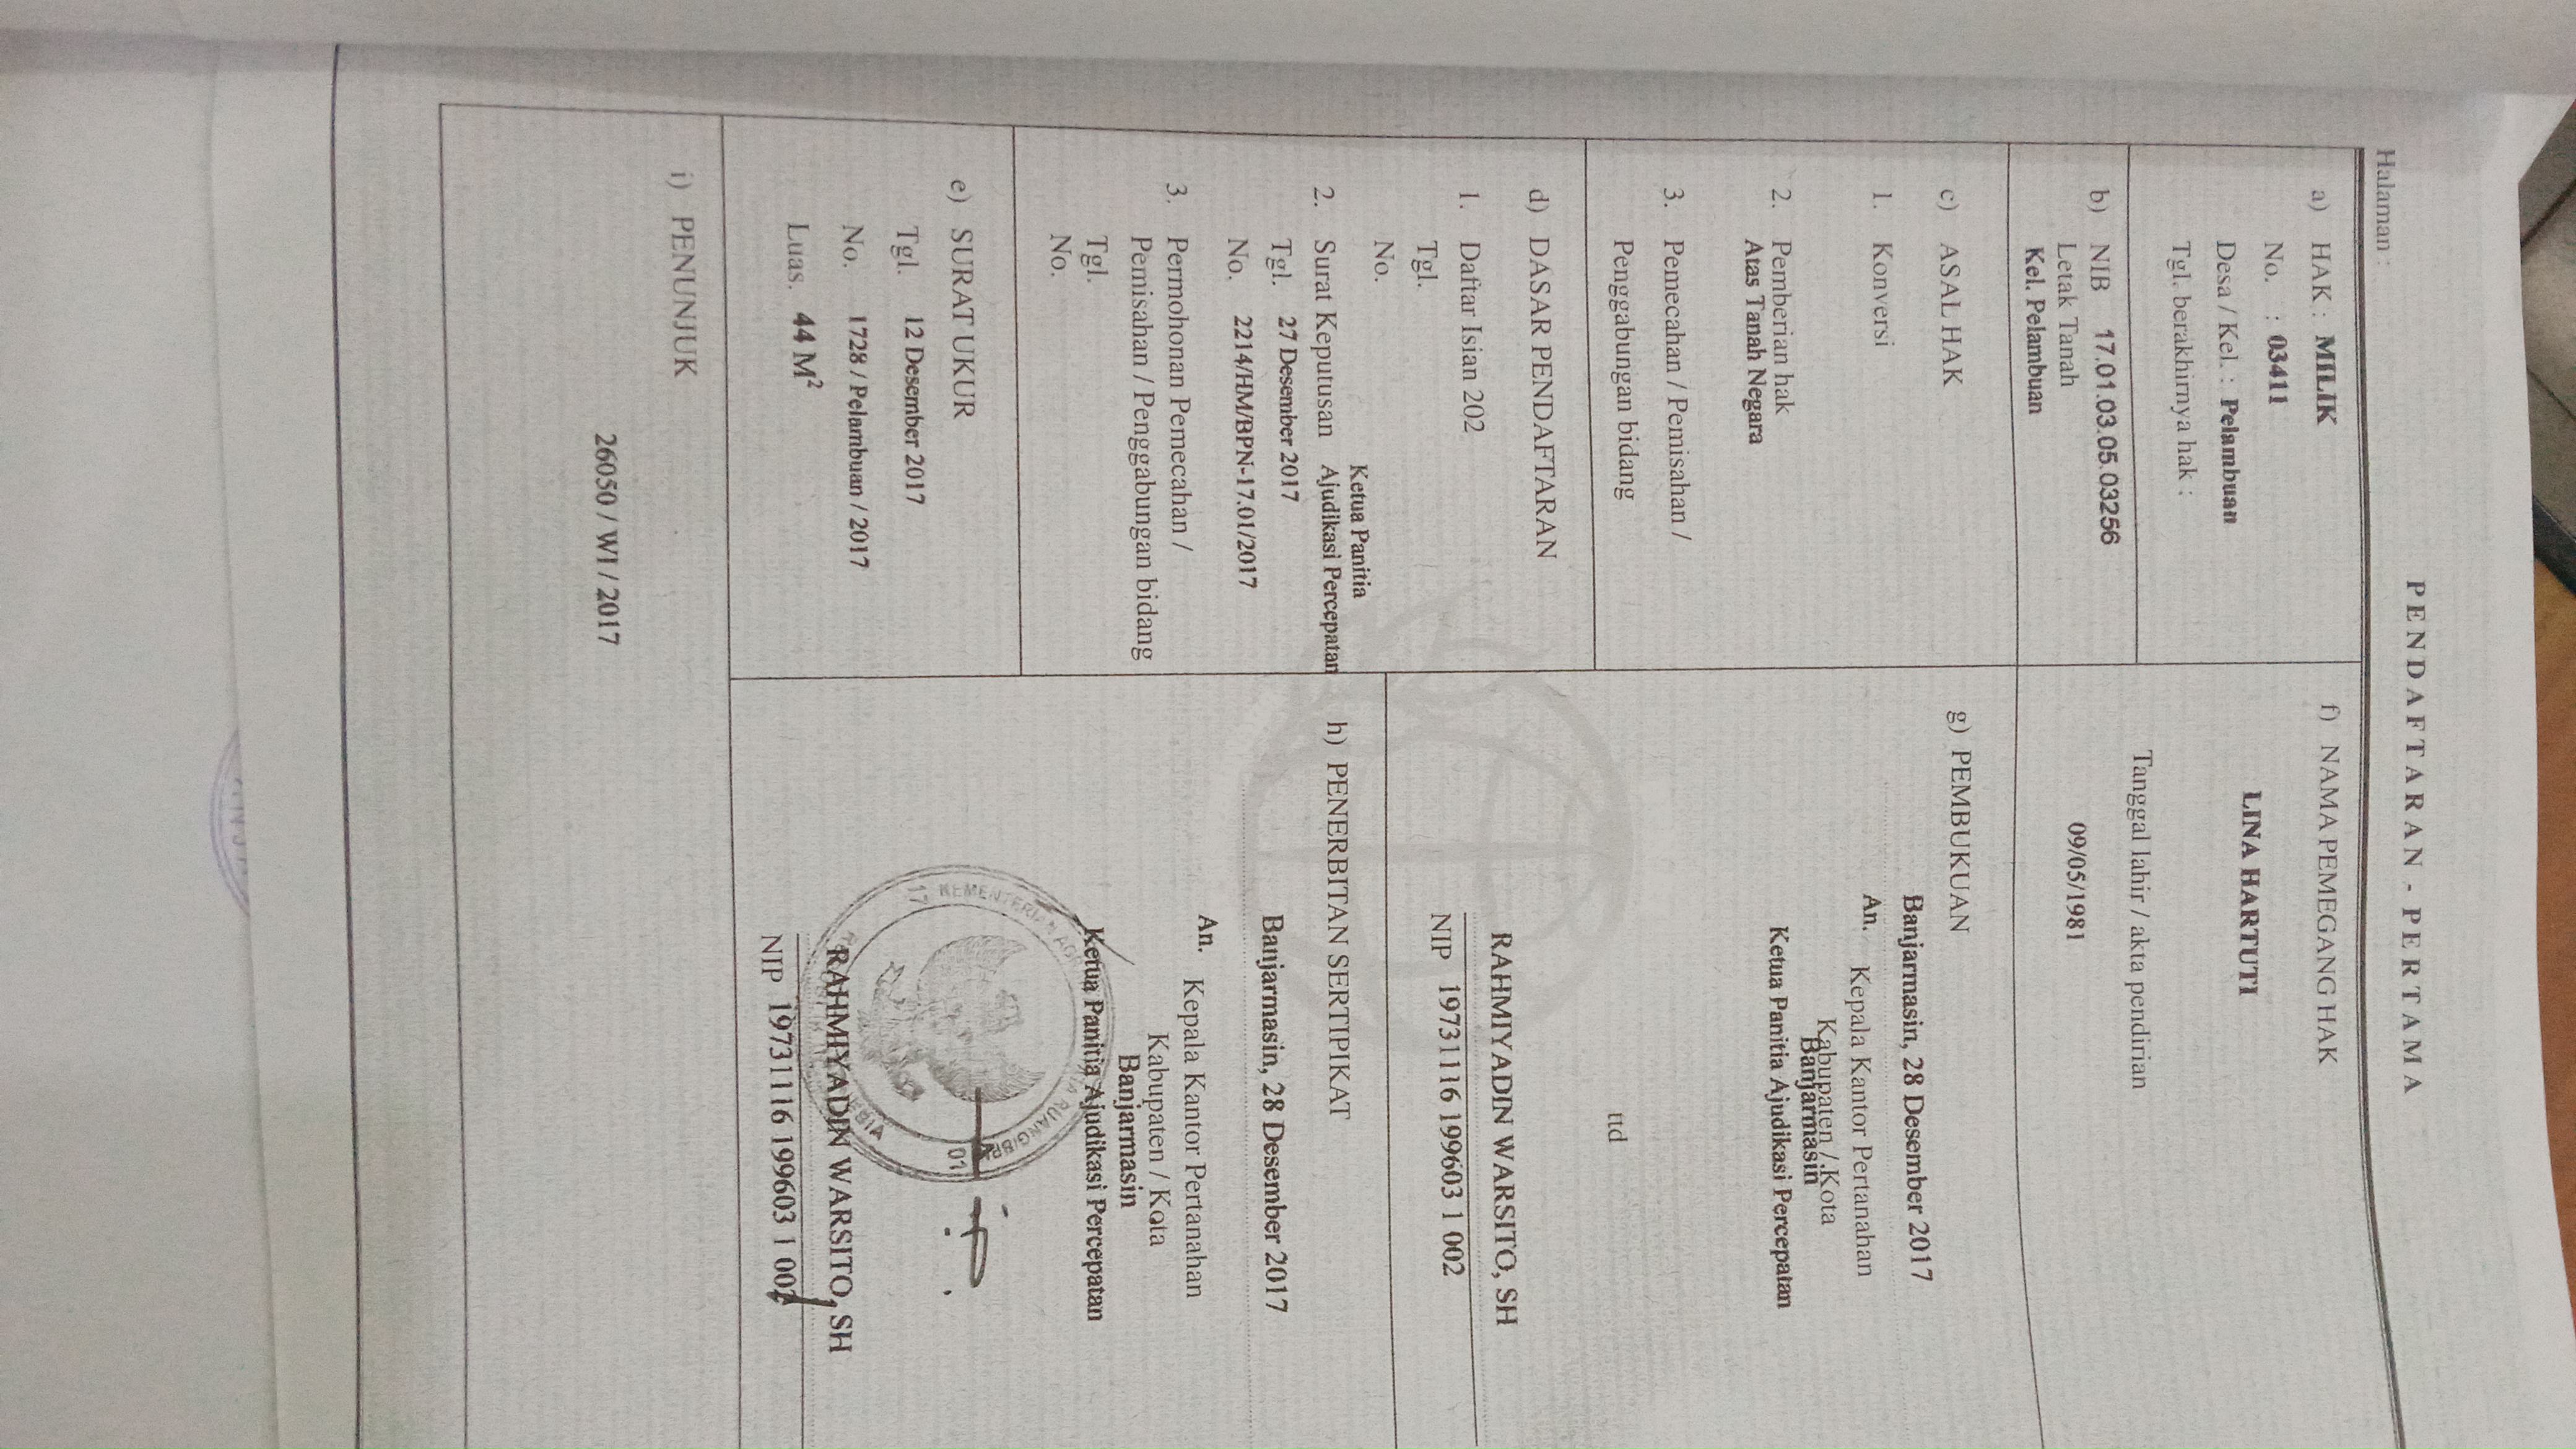 Halaman :
PENDAFTARAN - PERTAMA
a) HAK : MILIK
No. : 03411
Desa / Kel. : Pelambuan
Tgl. berakhirnya hak :
b) NIB 17.01.03.05.03256
Letak Tanah
Kel. Pelambuan
c) ASAL HAK
1. Konversi
2. Pemberian hak
Atas Tanah Negara
3. Pemecahan / Pemisahan /
Penggabungan bidang
d) DASAR PENDAFTARAN
1. Daftar Isian 202
Tgl.
No.
Ketua Panitia
2. Surat Keputusan Ajudikasi Percepatan
Tgl. 27 Desember 2017
No. 2214/HM/BPN-17.01/2017
3. Permohonan Pemecahan /
Pemisahan / Penggabungan bidang
Tgl.
No.
e) SURAT UKUR
Tgl. 12 Desember 2017
No. 1728 / Pelambuan / 2017
Luas. 44 M²
f) NAMA PEMEGANG HAK
LINA HARTUTI
Tanggal lahir / akta pendirian
09/05/1981
g) PEMBUKUAN
Banjarmasin, 28 Desember 2017
An. Kepala Kantor Pertanahan
Kabupaten / Kota
Banjarmasin
Ketua Panitia Ajudikasi Percepatan
ttd
RAHMIYADIN WARSITO, SH
NIP 19731116 199603 1 002
h) PENERBITAN SERTIPIKAT
Banjarmasin, 28 Desember 2017
An. Kepala Kantor Pertanahan
Kabupaten / Kota
Banjarmasin
Ketua Panitia Ajudikasi Percepatan
RAHMIYADIN WARSITO, SH
NIP 19731116 199603 1 002
i) PENUNJUK
26050 / WI / 2017